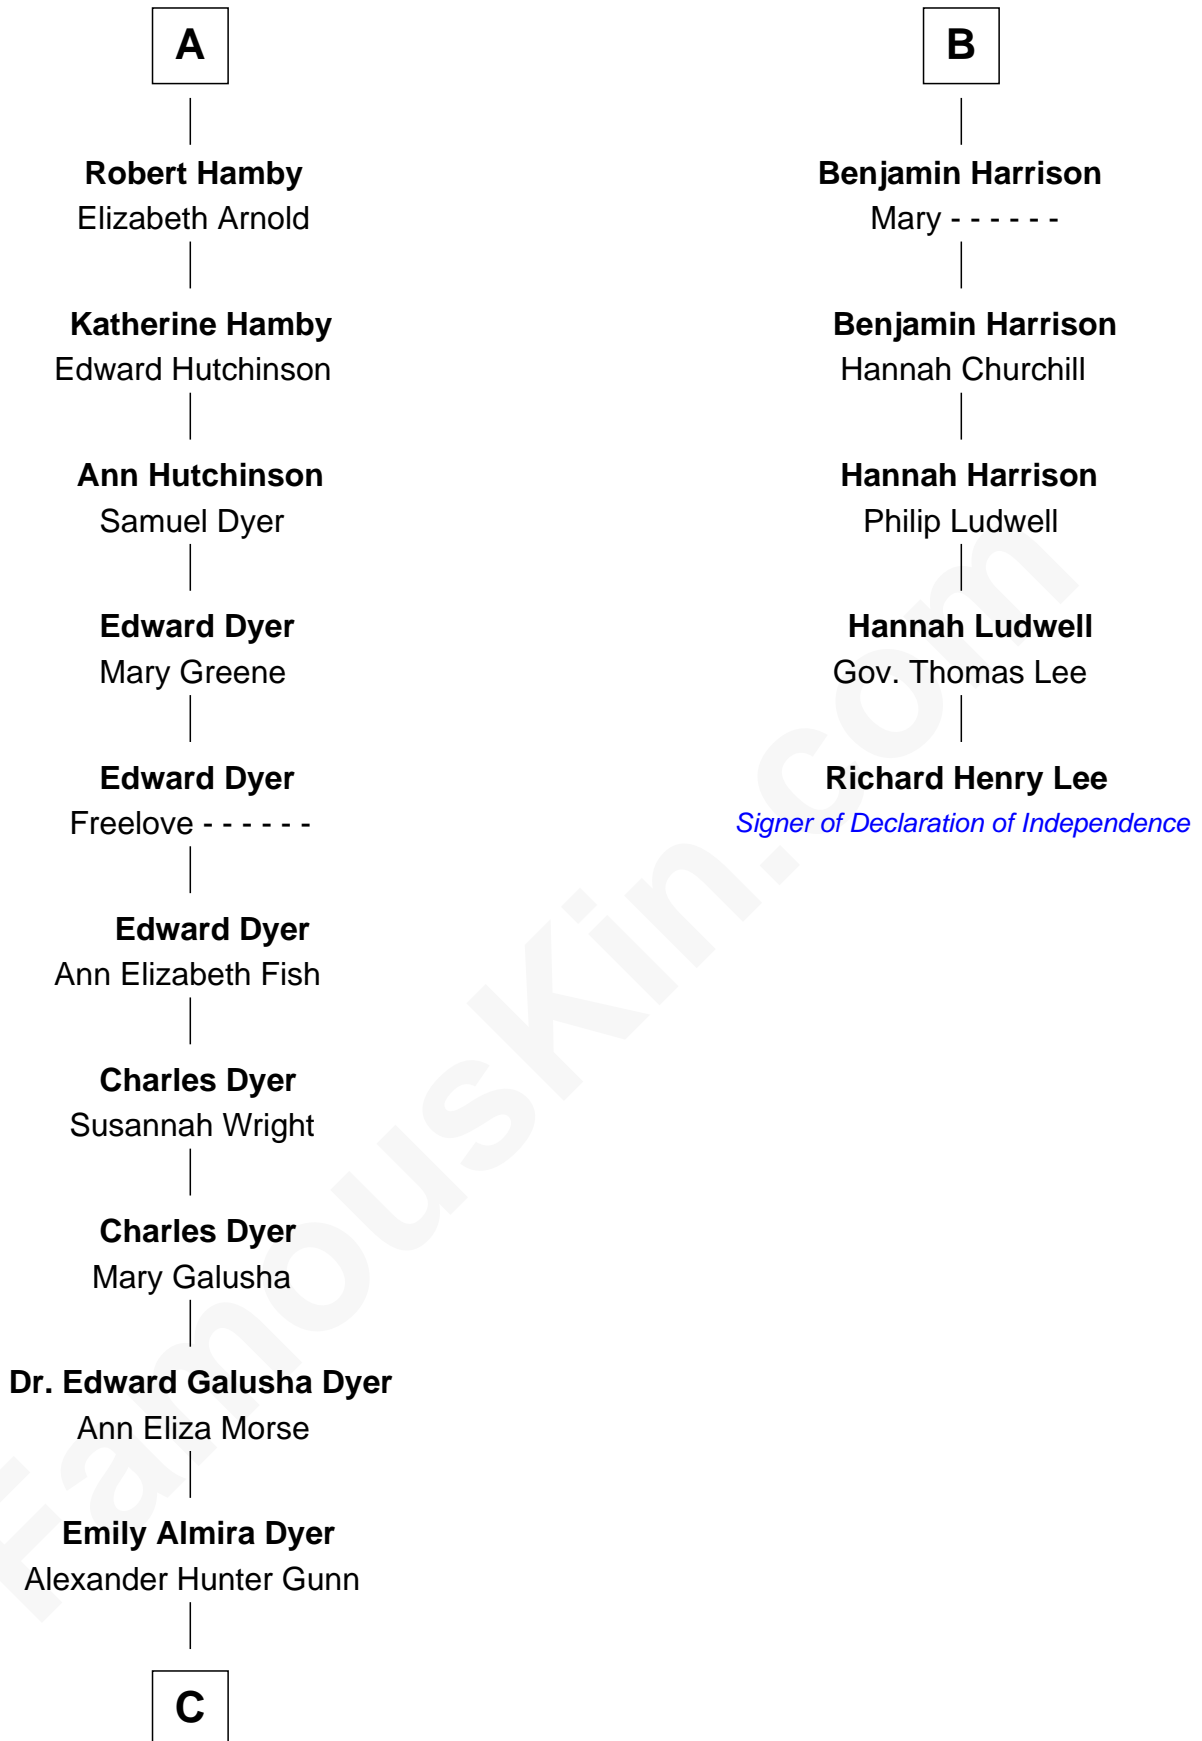 A
Robert Hamby
Elizabeth Arnold
Katherine Hamby
Edward Hutchinson
Ann Hutchinson
Samuel Dyer
Edward Dyer
Mary Greene
Edward Dyer
Freelove - - - - - -
Edward Dyer
Ann Elizabeth Fish
Charles Dyer
Susannah Wright
Charles Dyer
Mary Galusha
Dr. Edward Galusha Dyer
Ann Eliza Morse
Emily Almira Dyer
Alexander Hunter Gunn
C
B
Benjamin Harrison
Mary - - - - - -
Benjamin Harrison
Hannah Churchill
Hannah Harrison
Philip Ludwell
Hannah Ludwell
Gov. Thomas Lee
Richard Henry Lee
Signer of Declaration of Independence
FamousKin.com